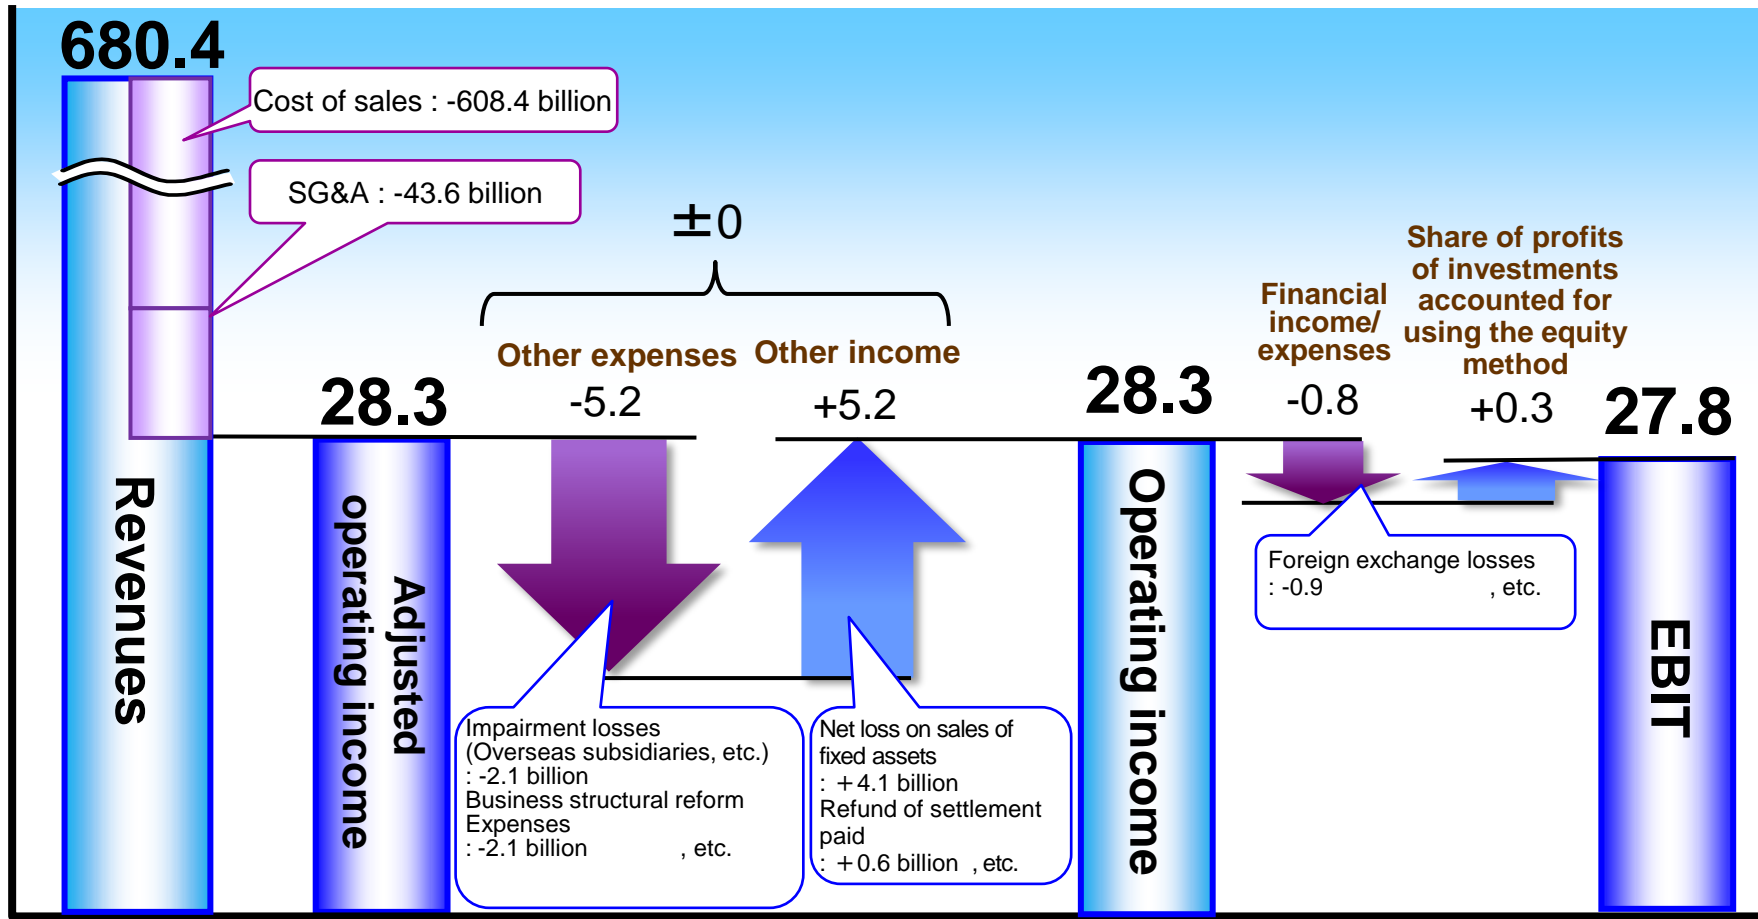 680.4
Cost of sales : -608.4 billion
SG&A : -43.6 billion
±0
Other expenses
-5.2
Other income
+5.2
Financial
income/
expenses
-0.8
Share of profits
of investments
accounted for
using the equity
method
+0.3
28.3
28.3
27.8
Revenues
Adjusted
operating income
Operating income
EBIT
Impairment losses
(Overseas subsidiaries, etc.)
: -2.1 billion
Business structural reform
Expenses
: -2.1 billion , etc.
Net loss on sales of
fixed assets
: +4.1 billion
Refund of settlement
paid
: +0.6 billion , etc.
Foreign exchange losses
: -0.9 , etc.